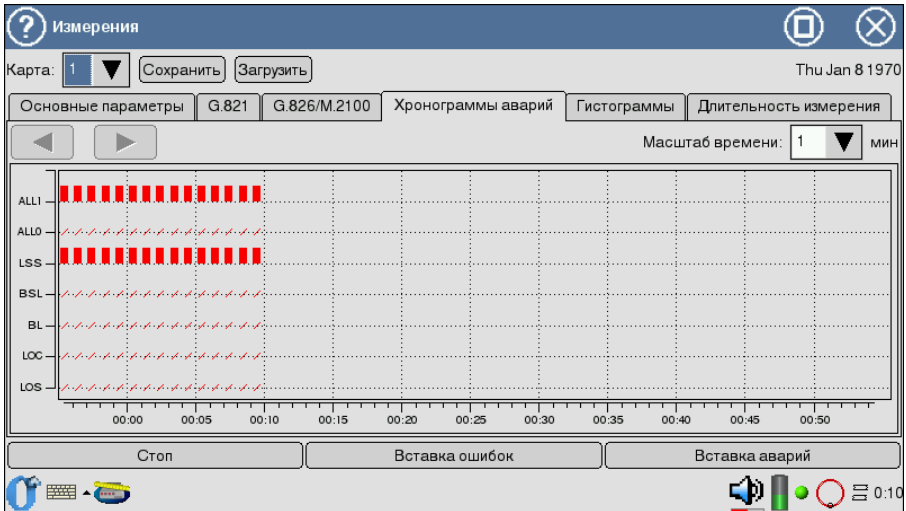 Измерения
Карта: 1 Сохранить Загрузить Thu Jan 8 1970
Основные параметры G.821 G.826/M.2100 Хронограммы аварий Гистограммы Длительность измерения
Масштаб времени: 1 мин
ALL1
ALL0
LSS
BSL
BL
LOC
LOS
00:00 00:05 00:10 00:15 00:20 00:25 00:30 00:35 00:40 00:45 00:50
Стоп Вставка ошибок Вставка аварий
0:10